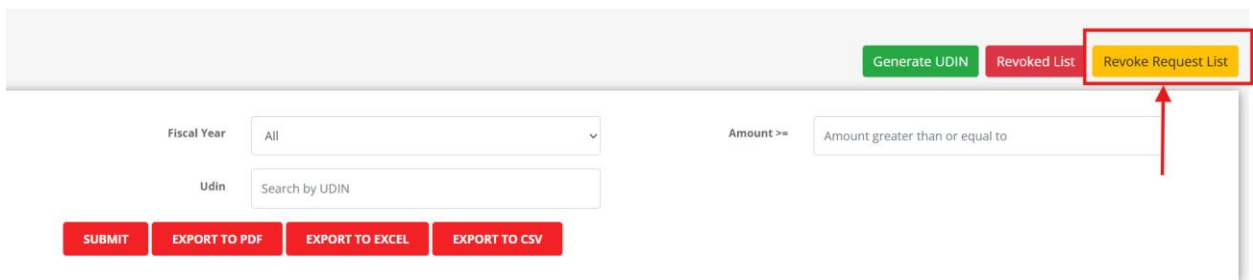 Generate UDIN Revoked List Revoke Request List
Fiscal Year All Amount >= Amount greater than or equal to
Udin Search by UDIN
SUBMIT EXPORT TO PDF EXPORT TO EXCEL EXPORT TO CSV